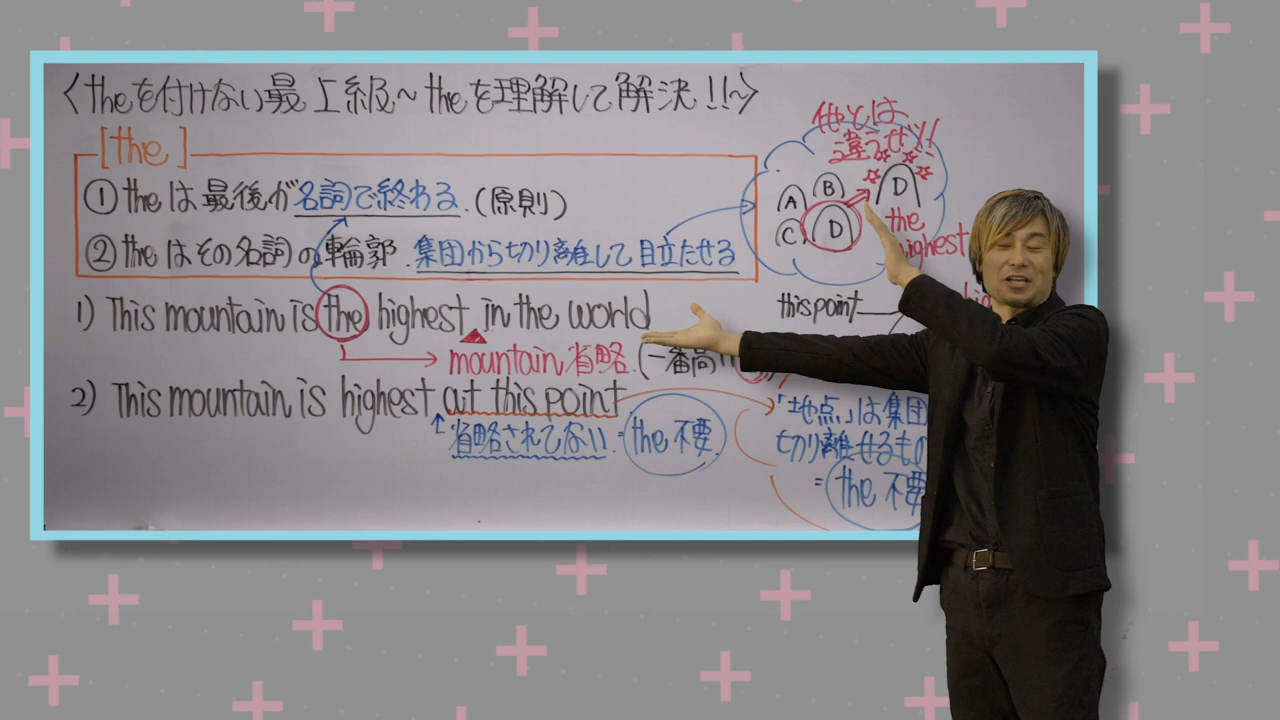 〈theを付けない最上級〜theを理解して解決!!〜〉
[the]
① theは最後が名詞で終わる.(原則)
② theはその名詞の輪郭.集団から切り離して目立たせる
他とは
違うぜ!!
A B C D
D
the
highest
1) This mountain is the highest in the world
mountain省略.(一番高い
this point
2) This mountain is highest at this point
省略されてない=the不要.
「地点」は集団
切り離せるもの
=the不要